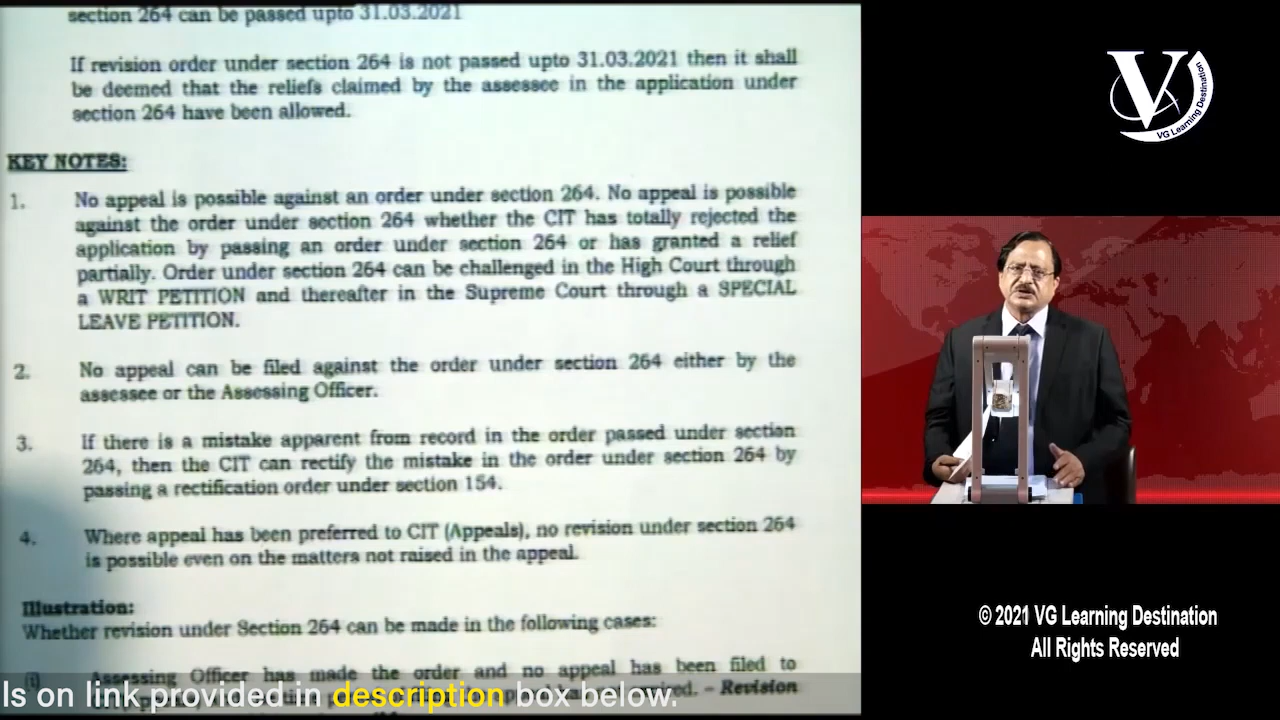 section 264 can be passed upto 31.03.2021
If revision order under section 264 is not passed upto 31.03.2021 then it shall
be deemed that the reliefs claimed by the assessee in the application under
section 264 have been allowed.
KEY NOTES:
1. No appeal is possible against an order under section 264. No appeal is possible
against the order under section 264 whether the CIT has totally rejected the
application by passing an order under section 264 or has granted a relief
partially. Order under section 264 can be challenged in the High Court through
a WRIT PETITION and thereafter in the Supreme Court through a SPECIAL
LEAVE PETITION.
2. No appeal can be filed against the order under section 264 either by the
assessee or the Assessing Officer.
3. If there is a mistake apparent from record in the order passed under section
264, then the CIT can rectify the mistake in the order under section 264 by
passing a rectification order under section 154.
4. Where appeal has been preferred to CIT (Appeals), no revision under section 264
is possible even on the matters not raised in the appeal.
Illustration:
Whether revision under Section 264 can be made in the following cases:
(i) Assessing Officer has made the order and no appeal has been filed to
– Revision
ls on link provided in description box below.
V
VG Learning Destination
© 2021 VG Learning Destination
All Rights Reserved